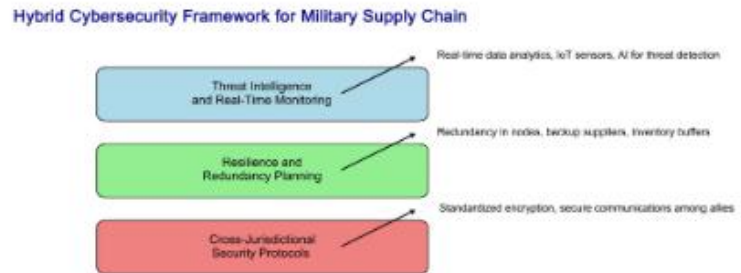 Hybrid Cybersecurity Framework for Military Supply Chain
Real-time data analytics, IoT sensors, AI for threat detection
Threat Intelligence
and Real-Time Monitoring
Redundancy in nodes, backup suppliers, inventory buffers
Resilience and
Redundancy Planning
Standardized encryption, secure communications among allies
Cross-Jurisdictional
Security Protocols